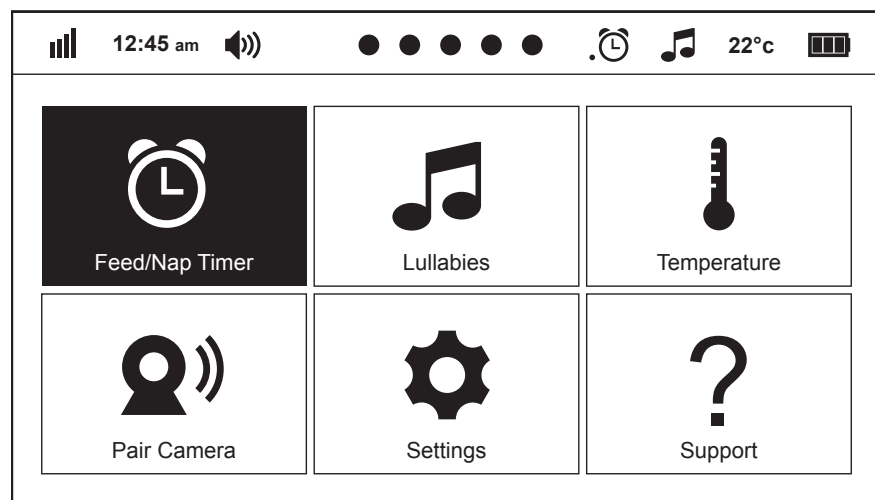 12:45 am 22°c
Feed/Nap Timer Lullabies Temperature
Pair Camera Settings Support